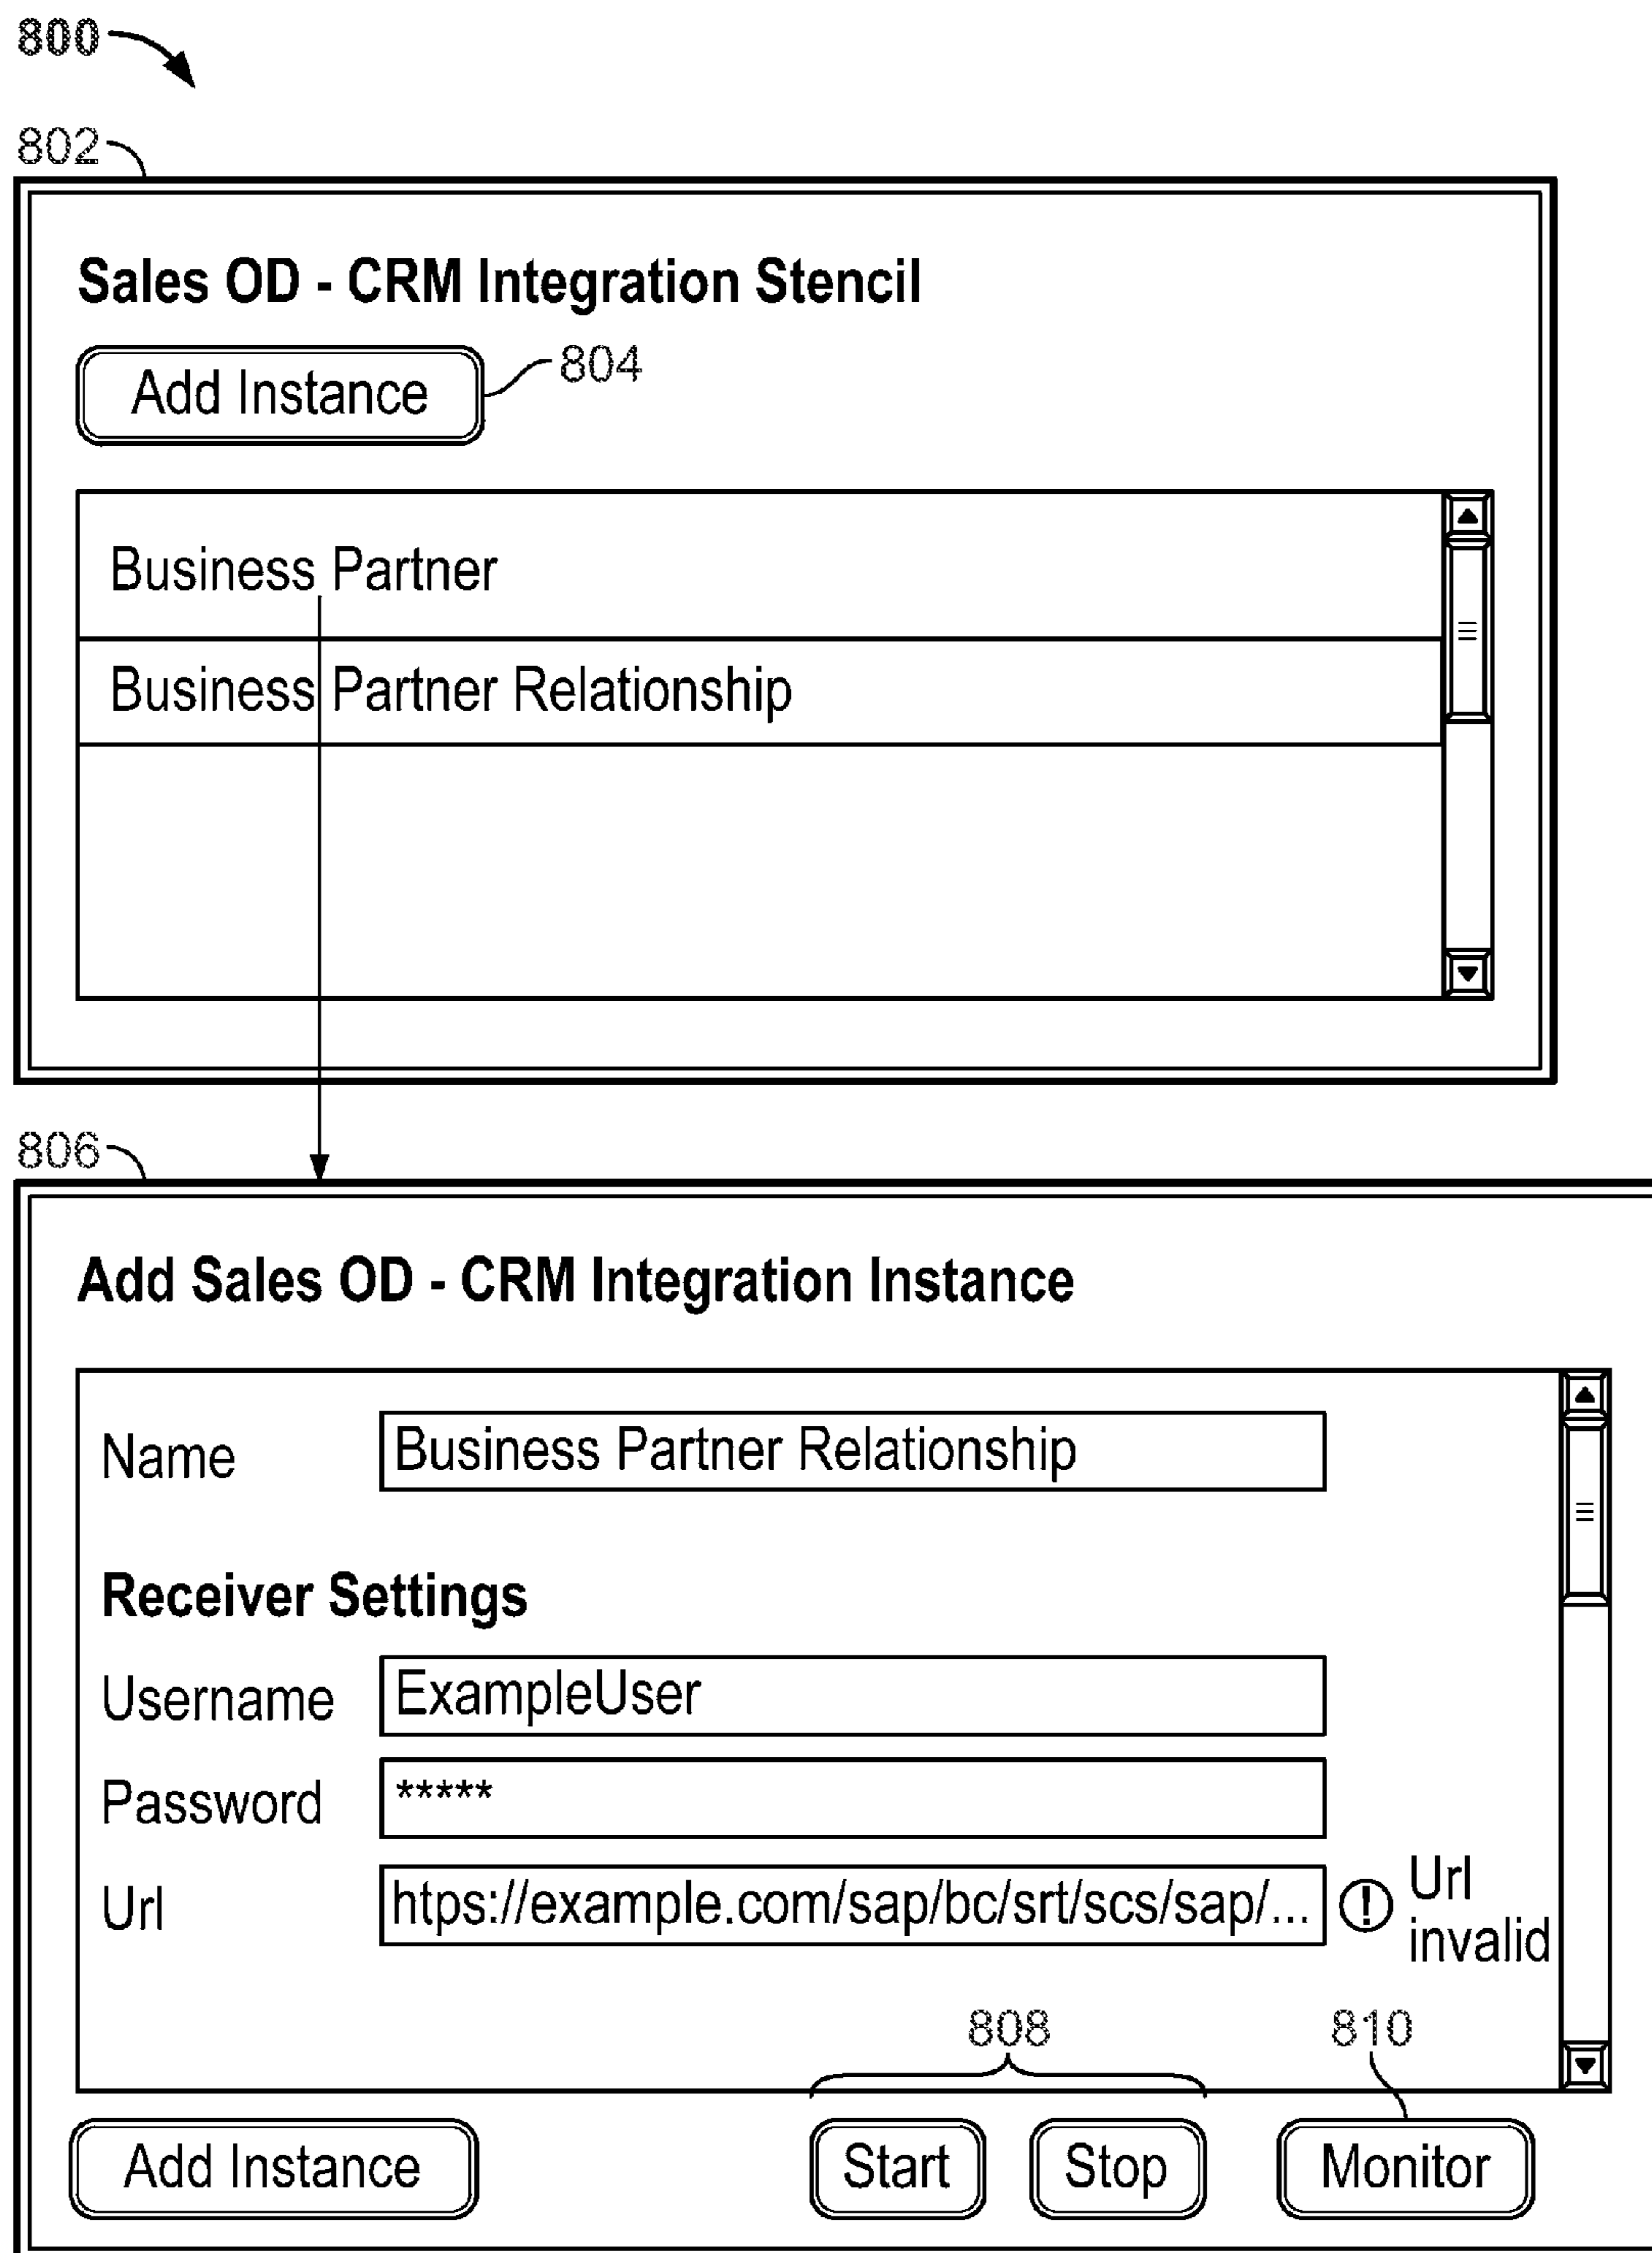 800
802
Sales OD - CRM Integration Stencil
Add Instance
804
Business Partner
Business Partner Relationship
806
Add Sales OD - CRM Integration Instance
Name
Business Partner Relationship
Receiver Settings
Username
ExampleUser
Password
*****
Url
htps://example.com/sap/bc/srt/scs/sap/...
! Url
invalid
808
810
Add Instance
Start
Stop
Monitor